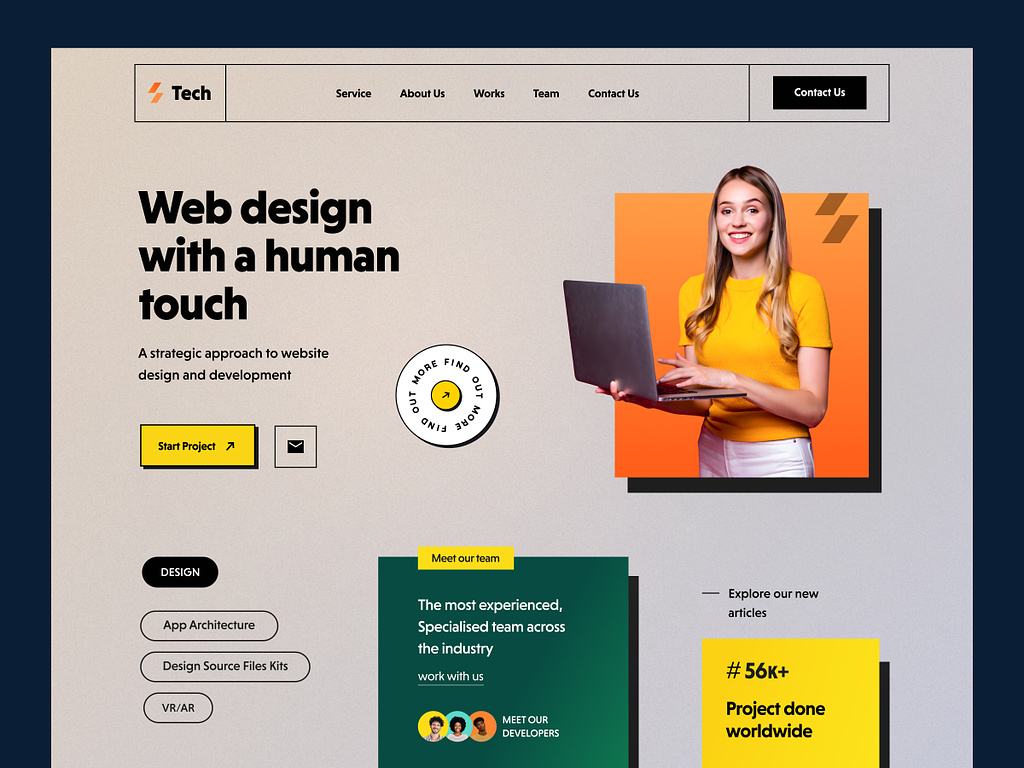 Tech
Service
About Us
Works
Team
Contact Us
Contact Us
Web design
with a human
touch
A strategic approach to website
design and development
Start Project
FIND OUT MORE FIND OUT MORE
DESIGN
App Architecture
Design Source Files Kits
VR/AR
Meet our team
The most experienced,
Specialised team across
the industry
work with us
MEET OUR
DEVELOPERS
Explore our new
articles
# 56K+
Project done
worldwide